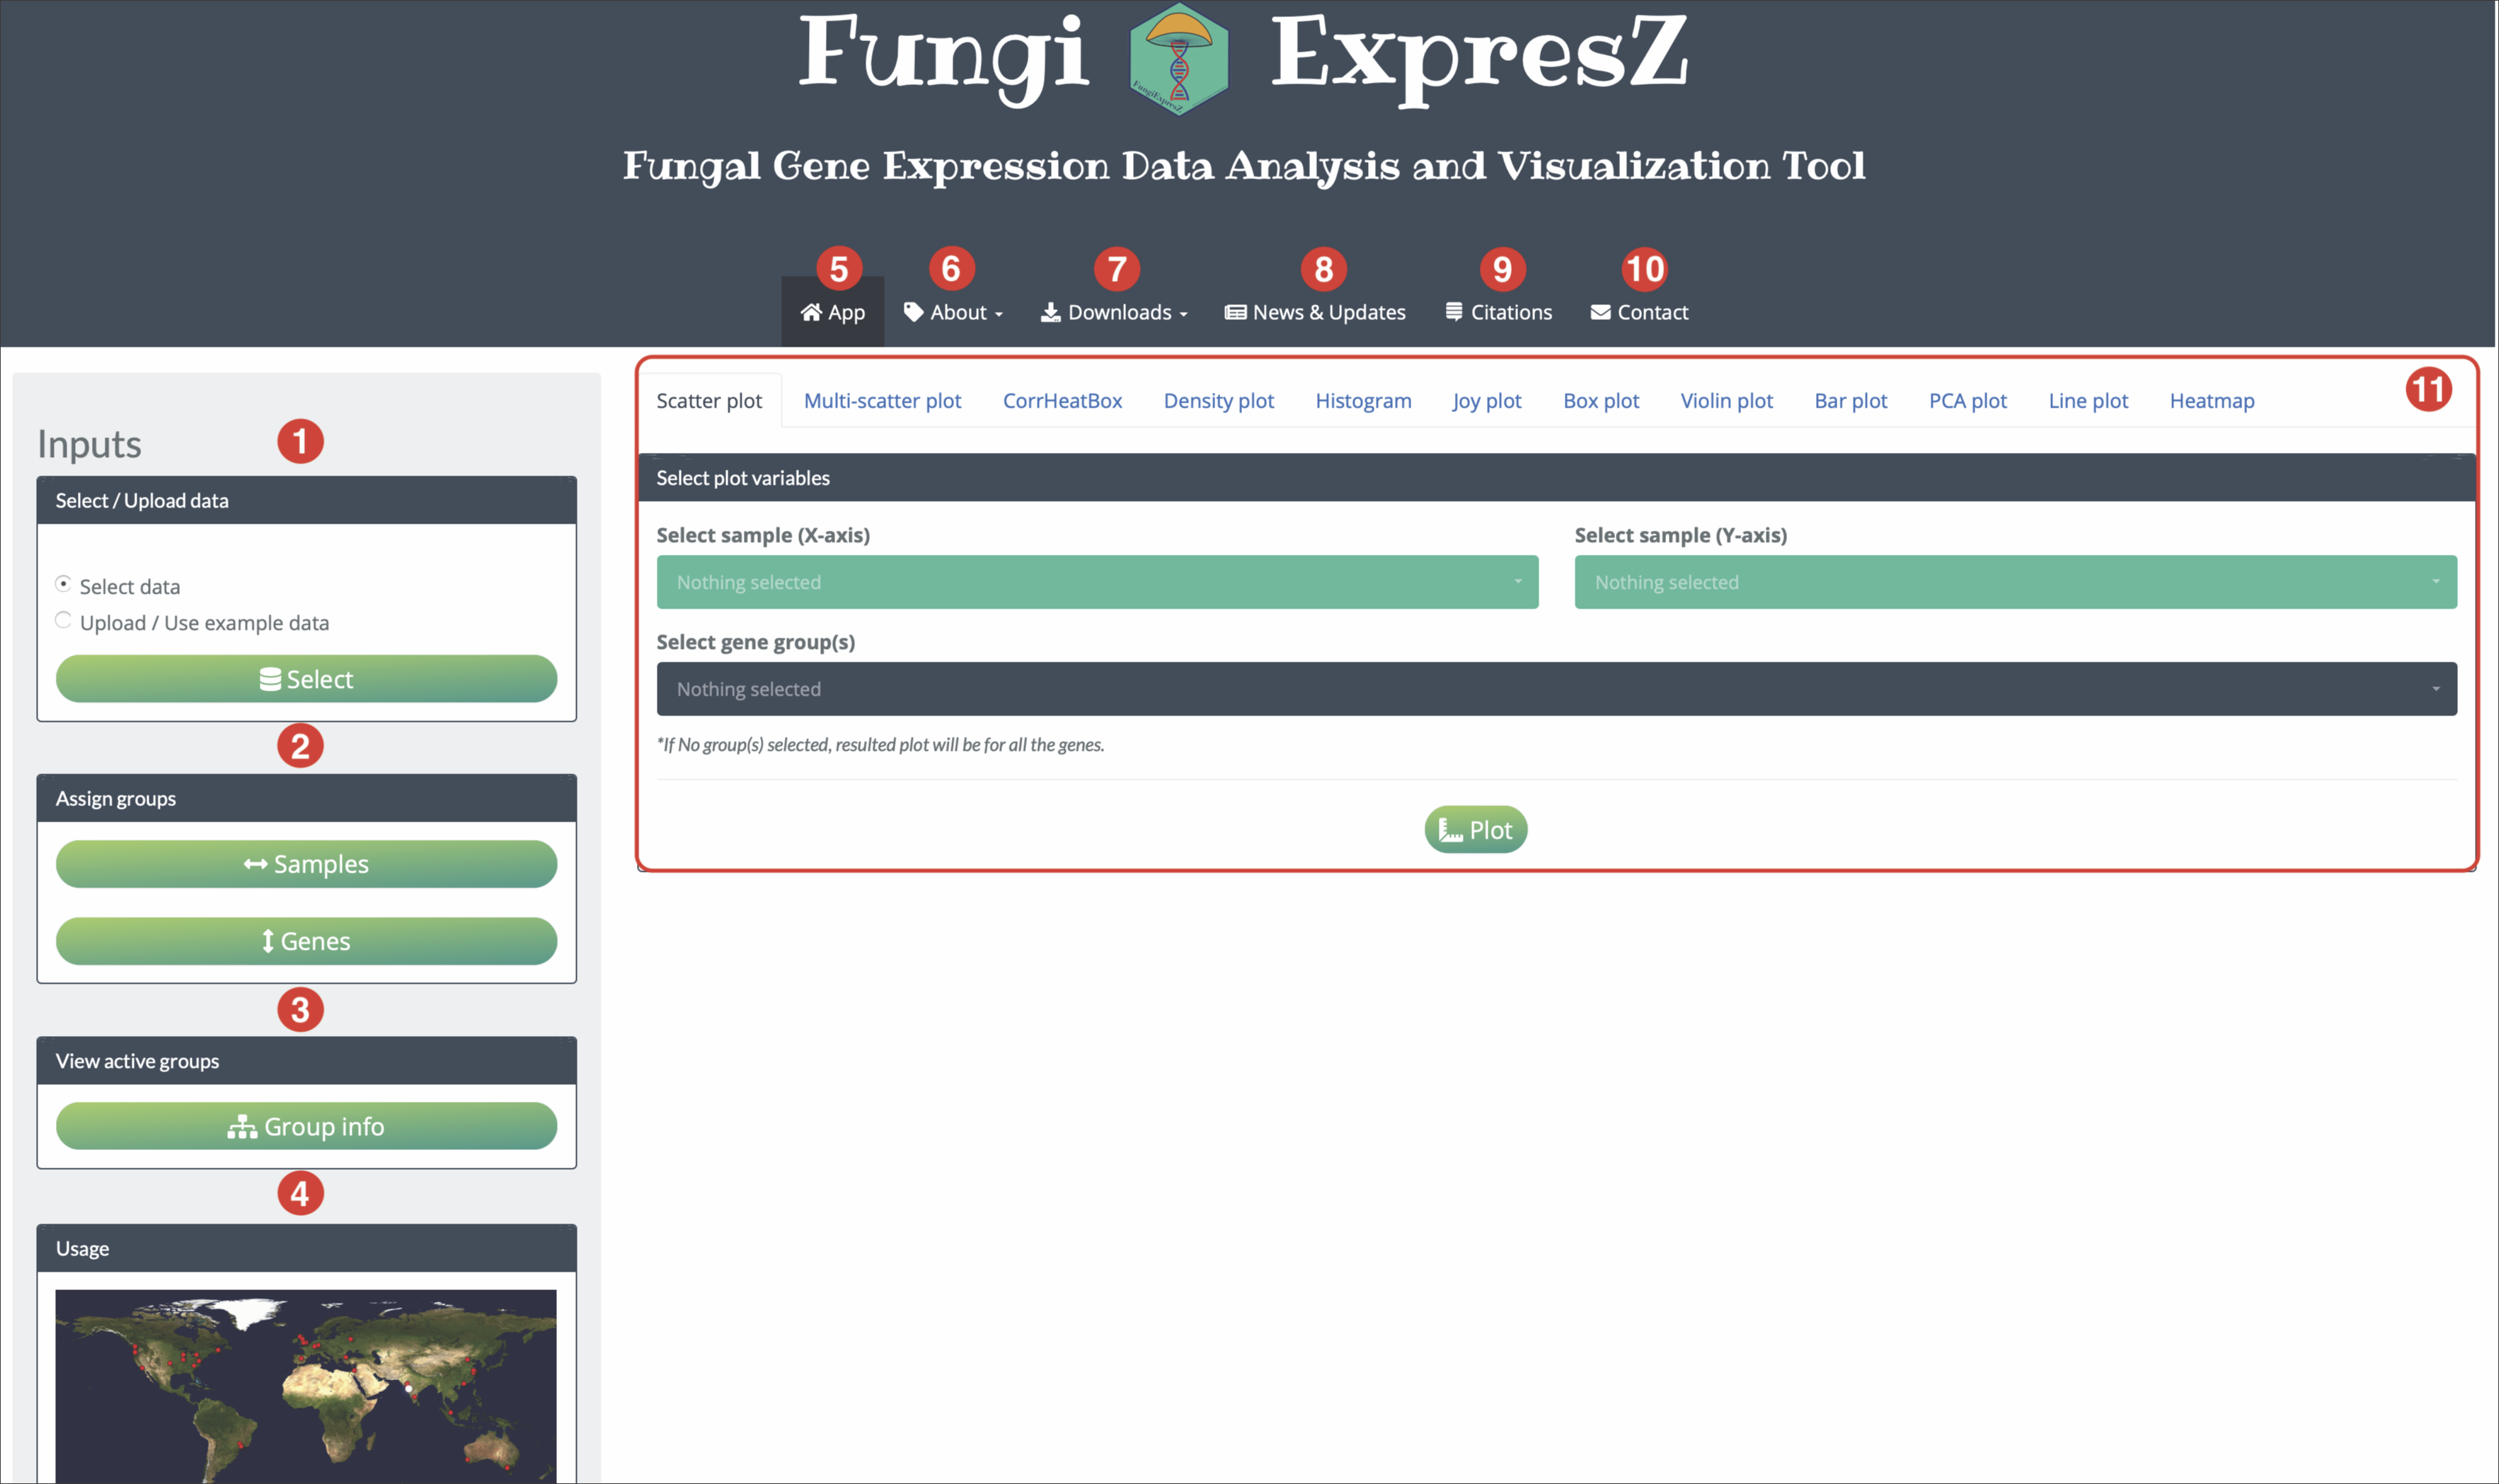 Fungi ExpresZ
FungiExpresZ
Fungal Gene Expression Data Analysis and Visualization Tool
5 6 7 8 9 10
App About Downloads News & Updates Citations Contact
Inputs 1
Select / Upload data
Select data
Upload / Use example data
Select
2
Assign groups
Samples
Genes
3
View active groups
Group info
4
Usage
11
Scatter plot Multi-scatter plot CorrHeatBox Density plot Histogram Joy plot Box plot Violin plot Bar plot PCA plot Line plot Heatmap
Select plot variables
Select sample (X-axis) Select sample (Y-axis)
Nothing selected Nothing selected
Select gene group(s)
Nothing selected
*If No group(s) selected, resulted plot will be for all the genes.
Plot